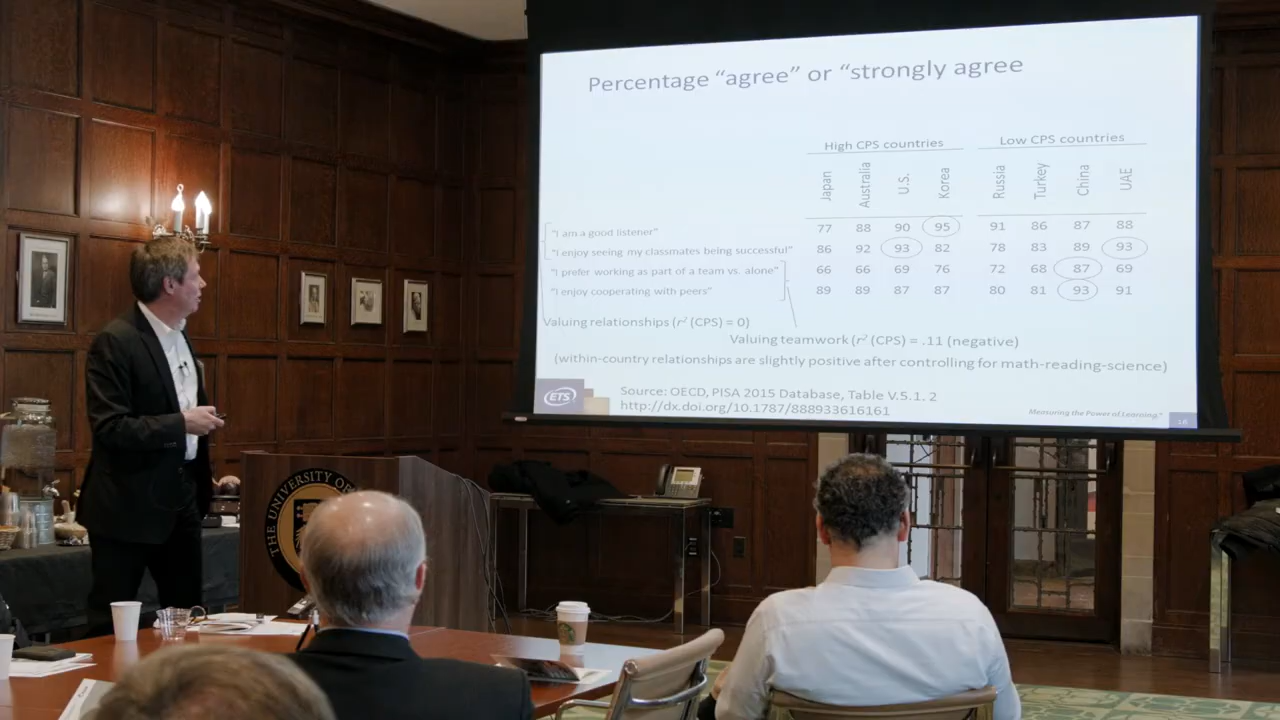 Percentage “agree” or “strongly agree
High CPS countries Low CPS countries
Japan Australia U.S. Korea Russia Turkey China UAE
“I am a good listener” 77 88 90 95 91 86 87 88
“I enjoy seeing my classmates being successful” 86 92 93 82 78 83 89 93
“I prefer working as part of a team vs. alone” 66 66 69 76 72 68 87 69
“I enjoy cooperating with peers” 89 89 87 87 80 81 93 91
Valuing relationships (r² (CPS) = 0)
Valuing teamwork (r² (CPS) = .11 (negative)
(within-country relationships are slightly positive after controlling for math-reading-science)
ETS
Source: OECD, PISA 2015 Database, Table V.5.1. 2
http://dx.doi.org/10.1787/888933616161
Measuring the Power of Learning.®
16
THE UNIVERSITY OF